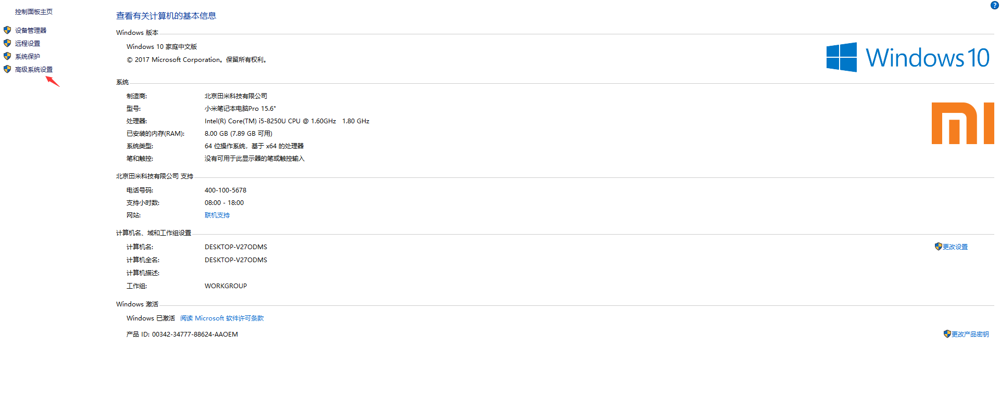 控制面板主页
设备管理器
远程设置
系统保护
高级系统设置
?
查看有关计算机的基本信息
Windows 版本
Windows 10 家庭中文版
© 2017 Microsoft Corporation。保留所有权利。
Windows 10
系统
制造商: 北京田米科技有限公司
型号: 小米笔记本电脑Pro 15.6"
处理器: Intel(R) Core(TM) i5-8250U CPU @ 1.60GHz 1.80 GHz
已安装的内存(RAM): 8.00 GB (7.89 GB 可用)
系统类型: 64 位操作系统，基于 x64 的处理器
笔和触控: 没有可用于此显示器的笔或触控输入
MI
北京田米科技有限公司 支持
电话号码: 400-100-5678
支持小时数: 08:00 - 18:00
网站: 联机支持
计算机名、域和工作组设置
计算机名: DESKTOP-V27ODMS 更改设置
计算机全名: DESKTOP-V27ODMS
计算机描述:
工作组: WORKGROUP
Windows 激活
Windows 已激活 阅读 Microsoft 软件许可条款
产品 ID: 00342-34777-88624-AAOEM 更改产品密钥